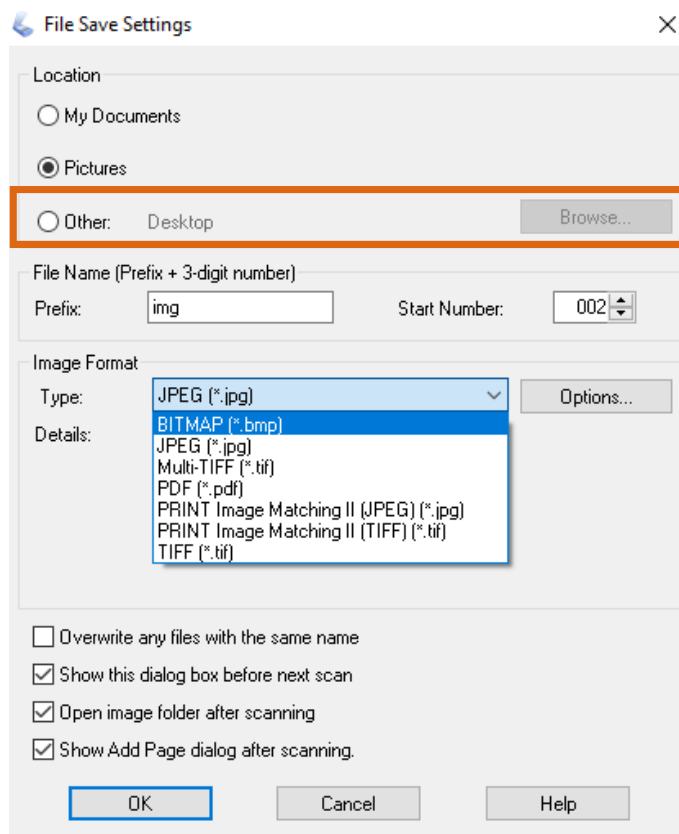 File Save Settings
Location
My Documents
Pictures
Other: Desktop Browse...
File Name (Prefix + 3-digit number)
Prefix: img Start Number: 002
Image Format
Type: JPEG (*.jpg) Options...
Details:
BITMAP (*.bmp)
JPEG (*.jpg)
Multi-TIFF (*.tif)
PDF (*.pdf)
PRINT Image Matching II (JPEG) (*.jpg)
PRINT Image Matching II (TIFF) (*.tif)
TIFF (*.tif)
Overwrite any files with the same name
Show this dialog box before next scan
Open image folder after scanning
Show Add Page dialog after scanning.
OK Cancel Help